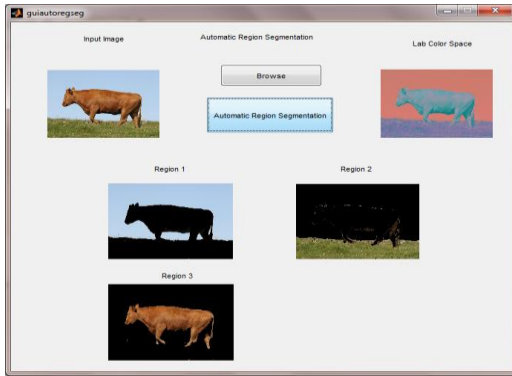 guiautoregseg
Input Image
Automatic Region Segmentation
Lab Color Space
Browse
Automatic Region Segmentation
Region 1
Region 2
Region 3